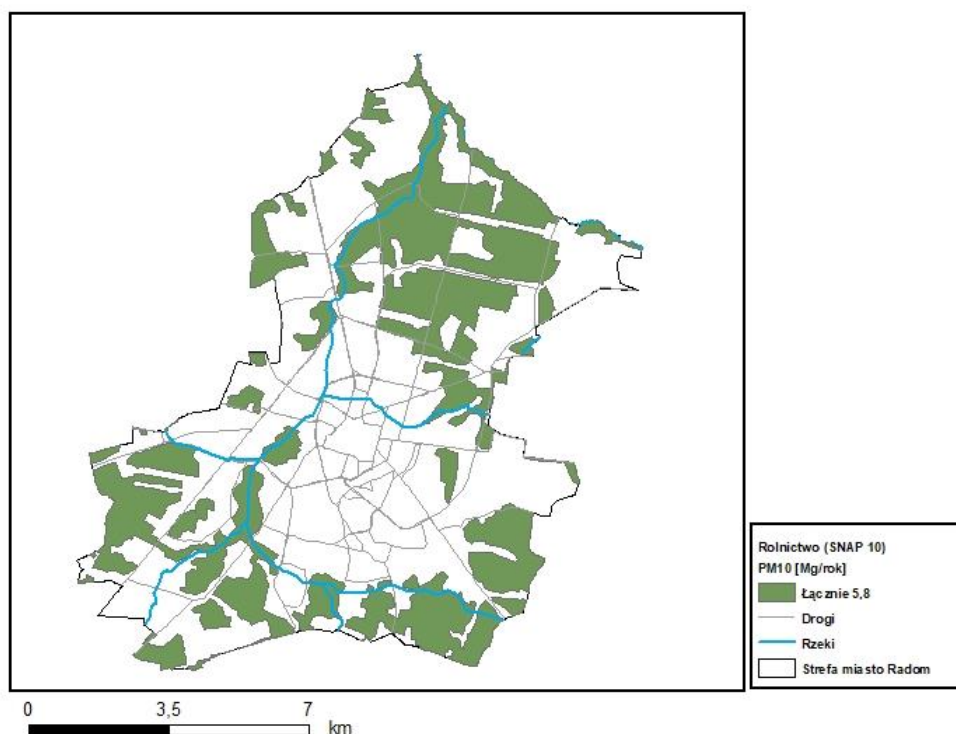 Rolnictwo (SNAP 10)
PM10 [Mg/rok]
Łącznie 5,8
Drogi
Rzeki
Strefa miasto Radom
0 3,5 7
km